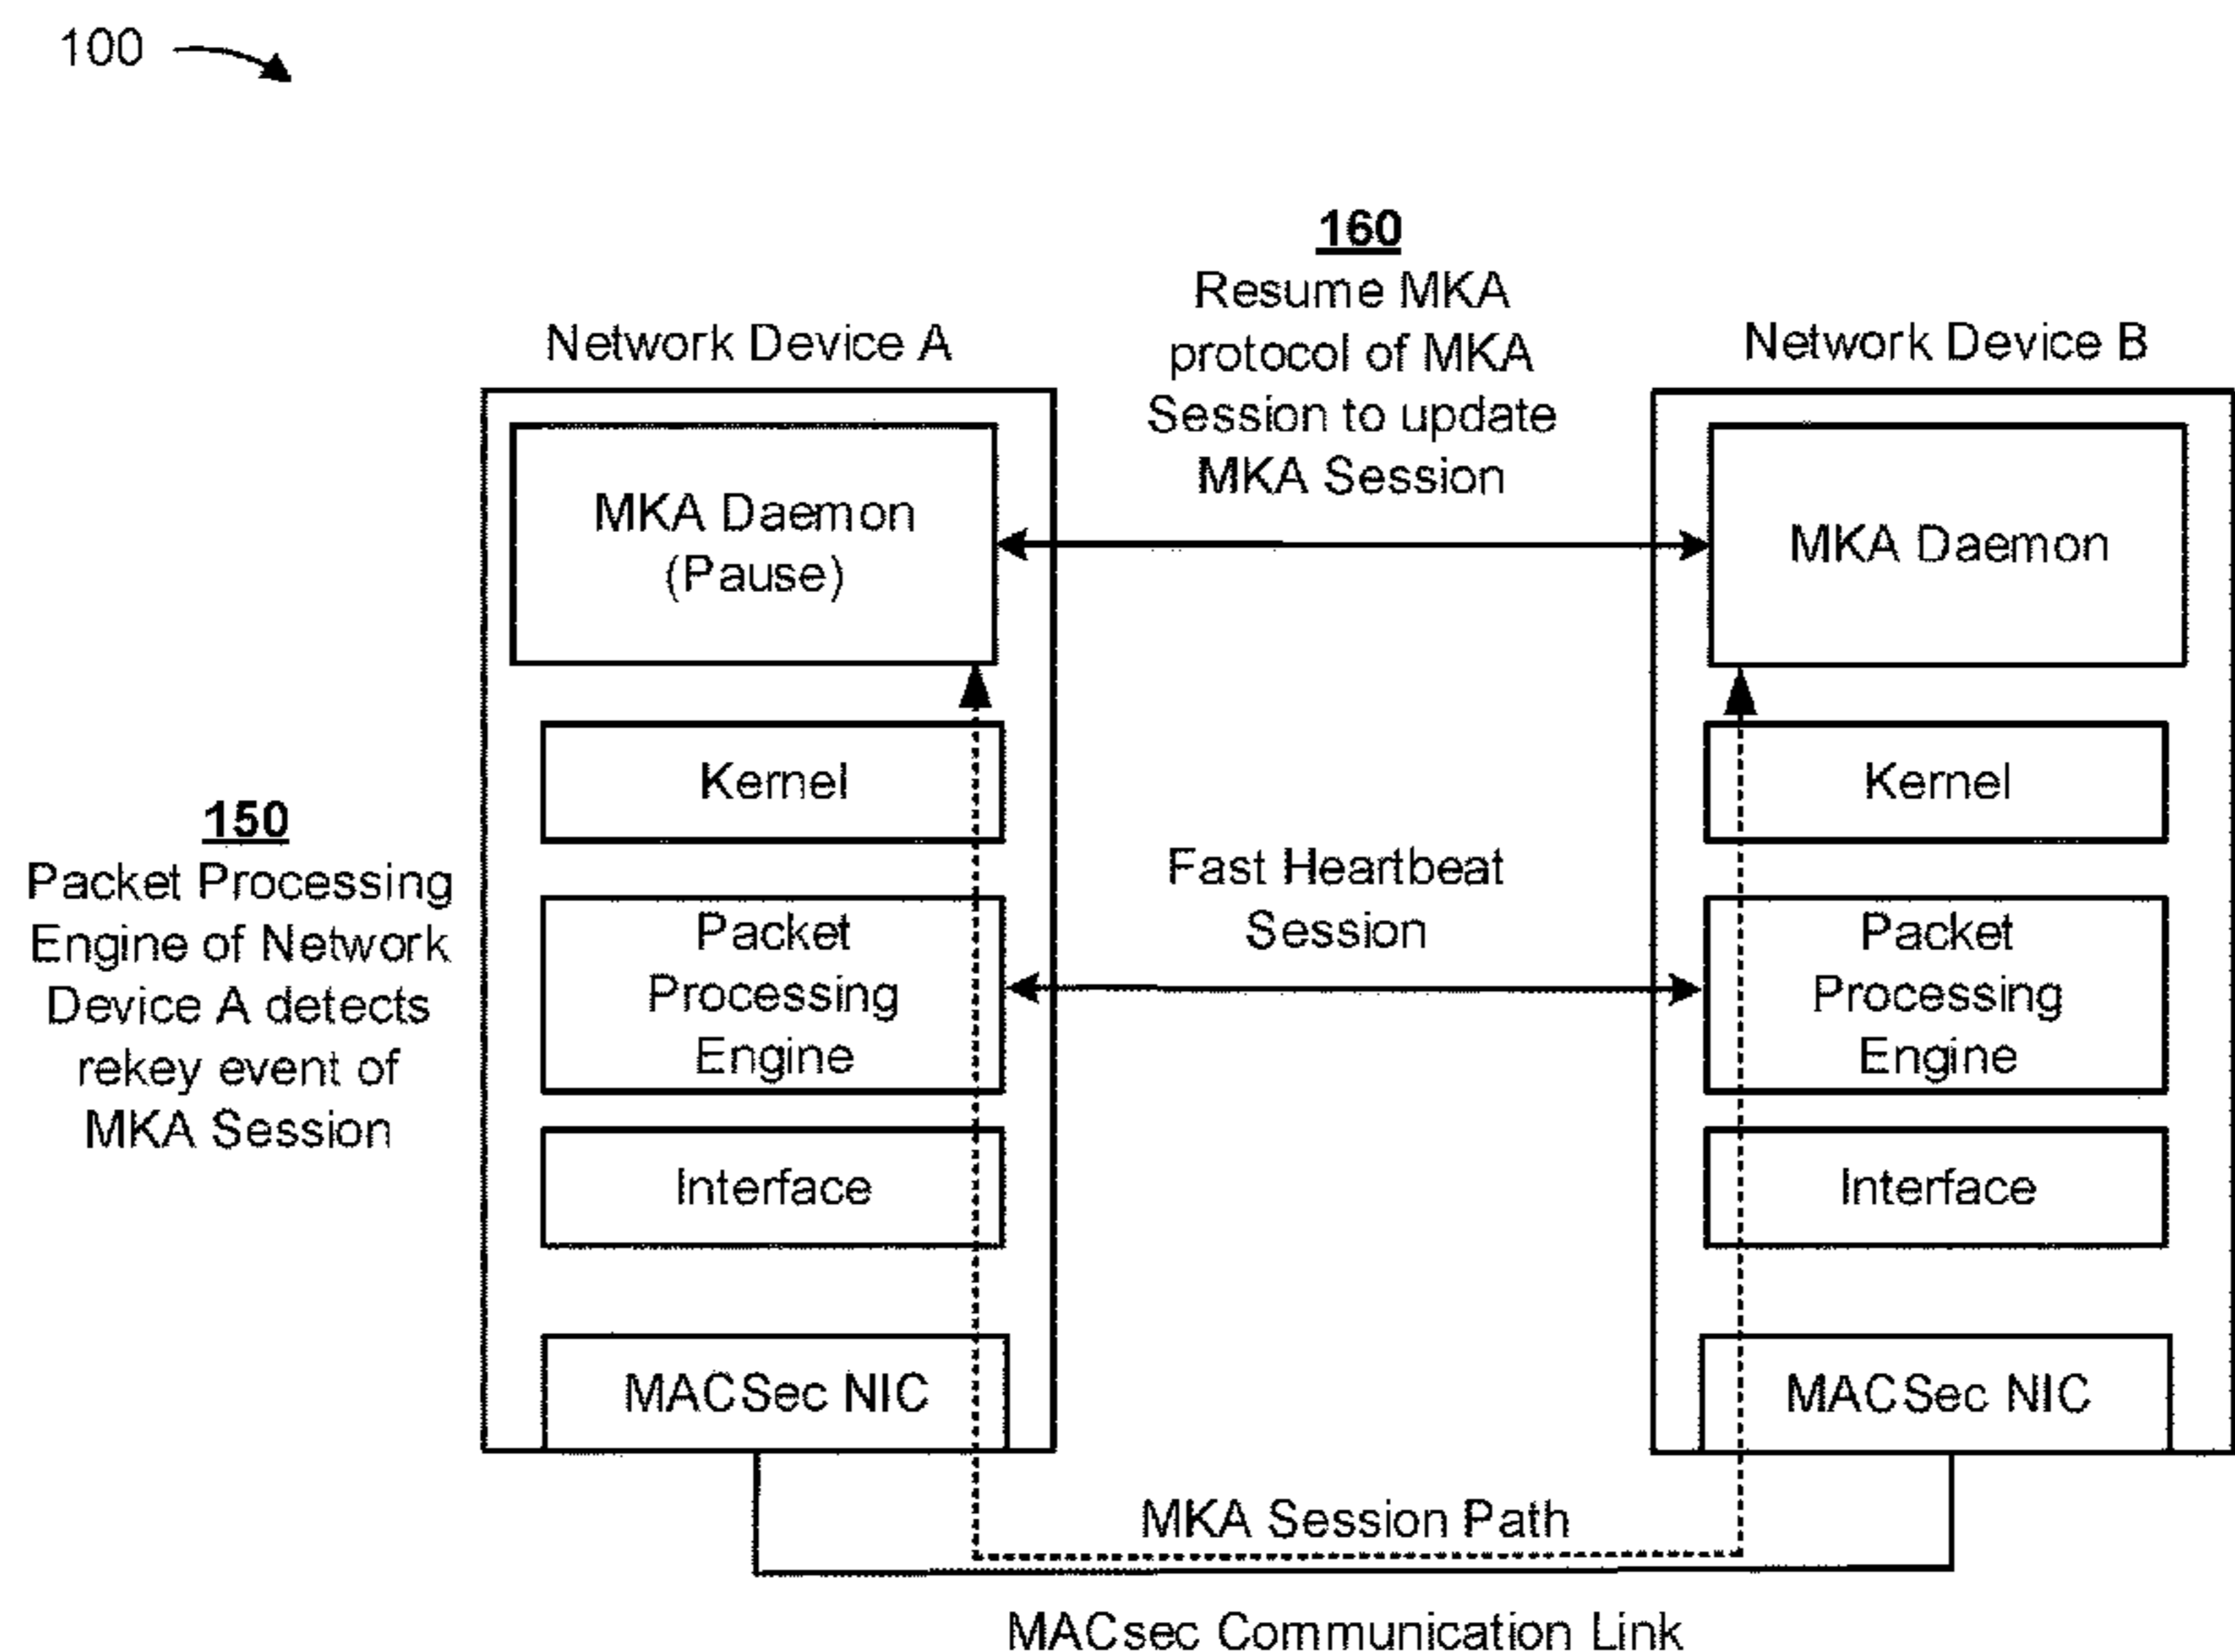 100
160
Resume MKA
protocol of MKA
Session to update
MKA Session
Network Device A
Network Device B
MKA Daemon
(Pause)
MKA Daemon
Kernel
Kernel
150
Packet Processing
Engine of Network
Device A detects
rekey event of
MKA Session
Packet
Processing
Engine
Fast Heartbeat
Session
Packet
Processing
Engine
Interface
Interface
MACSec NIC
MACSec NIC
MKA Session Path
MACsec Communication Link